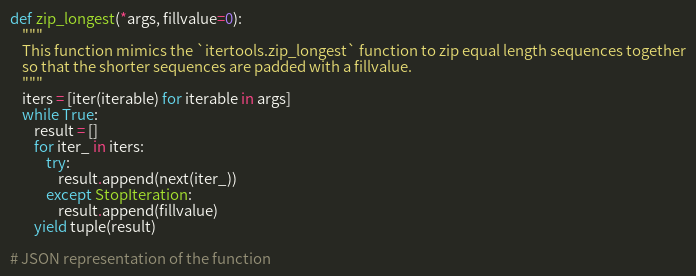 def zip_longest(*args, fillvalue=0):
    """
    This function mimics the `itertools.zip_longest` function to zip equal length sequences together
    so that the shorter sequences are padded with a fillvalue.
    """
    iters = [iter(iterable) for iterable in args]
    while True:
        result = []
        for iter_ in iters:
            try:
                result.append(next(iter_))
            except StopIteration:
                result.append(fillvalue)
        yield tuple(result)

# JSON representation of the function